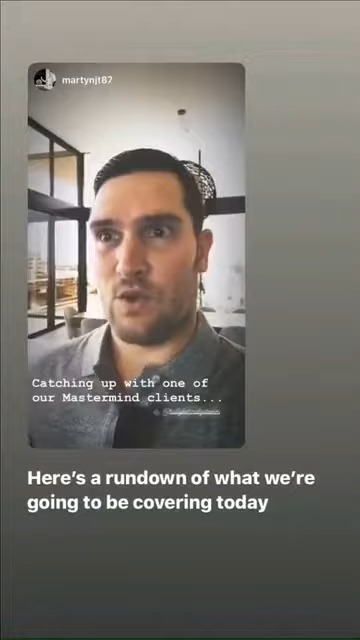 martynjt87
Catching up with one of
our Mastermind clients...
Here's a rundown of what we're
going to be covering today